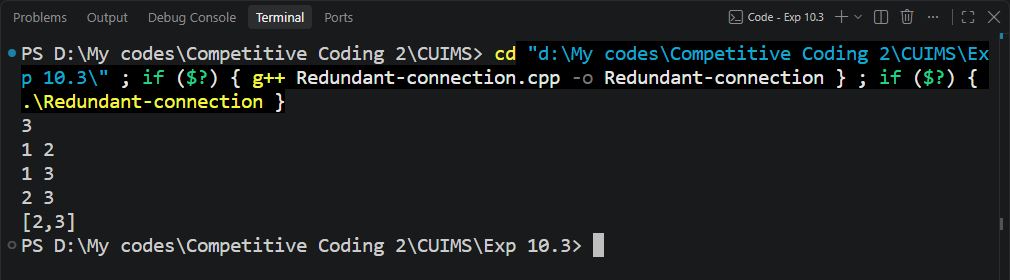 Problems Output Debug Console Terminal Ports Code - Exp 10.3
PS D:\My codes\Competitive Coding 2\CUIMS> cd "d:\My codes\Competitive Coding 2\CUIMS\Ex
p 10.3\" ; if ($?) { g++ Redundant-connection.cpp -o Redundant-connection } ; if ($?) {
.\Redundant-connection }
3
1 2
1 3
2 3
[2,3]
PS D:\My codes\Competitive Coding 2\CUIMS\Exp 10.3>